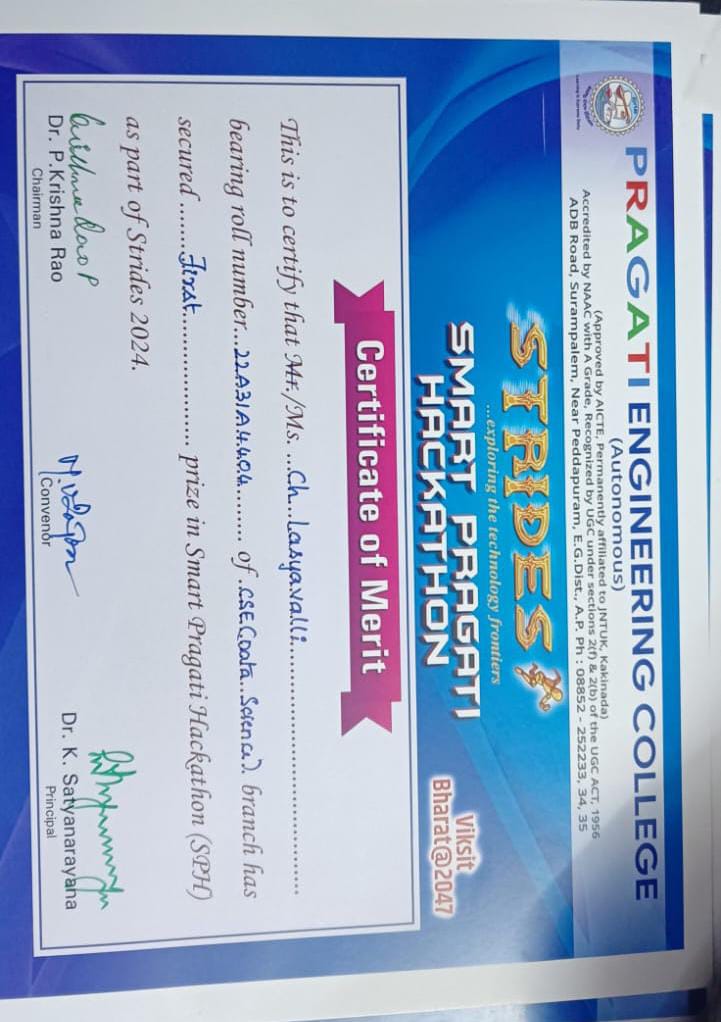 PRAGATI ENGINEERING COLLEGE
(Autonomous)
(Approved by AICTE, Permanently affiliated to JNTUK, Kakinada)
Accredited by NAAC with A Grade, Recognized by UGC under sections 2(f) & 2(b) of the UGC ACT, 1956
ADB Road, Surampalem, Near Peddapuram, E.G.Dist., A.P. Ph : 08852 - 252233, 34, 35
STRIDES
...exploring the technology frontiers
SMART PRAGATI
HACKATHON
Viksit
Bharat@2047
Certificate of Merit
This is to certify that Mr./Ms. ...Ch...Lasyavalli...
bearing roll number...22A31A4404......... of .CSE(Data..Science). branch has
secured .......First...................... prize in Smart Pragati Hackathon (SPH)
as part of Strides 2024.
Dr. P.Krishna Rao
Chairman
Convenor
Dr. K. Satyanarayana
Principal